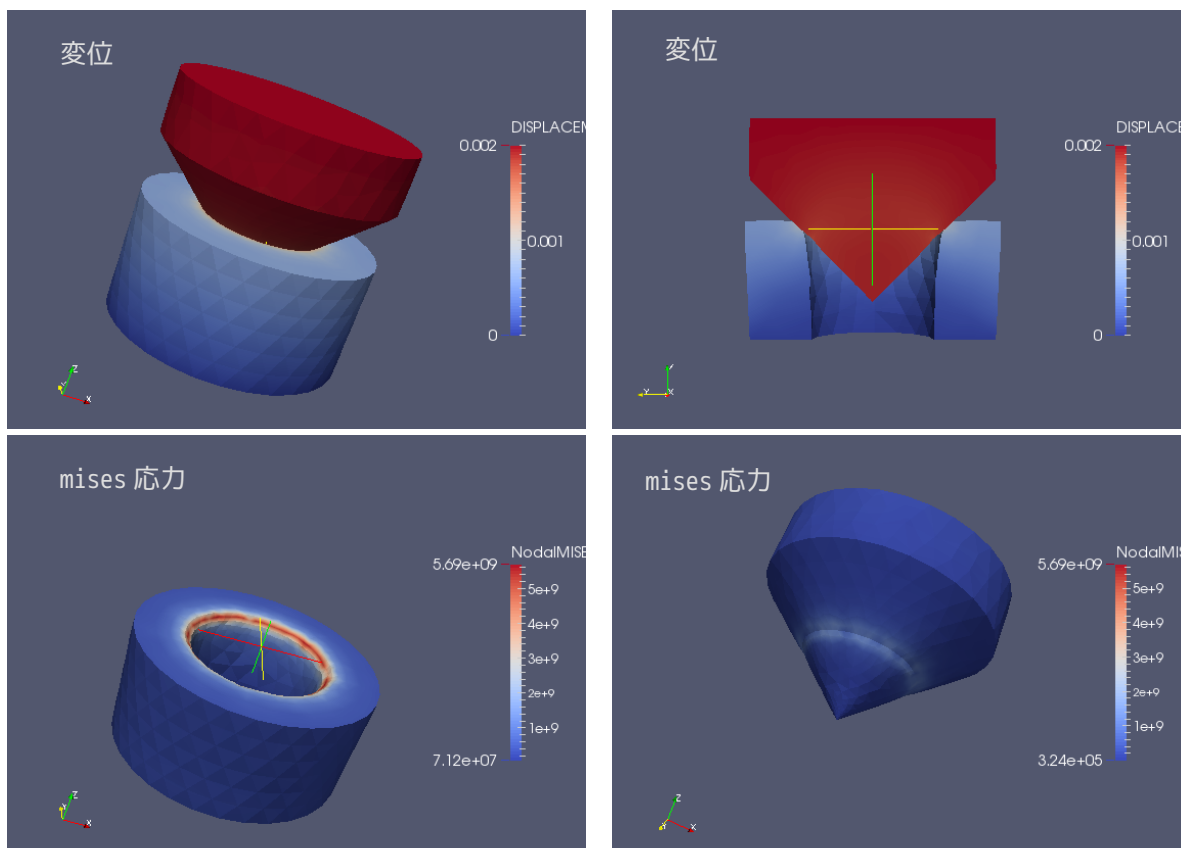 変位
DISPLACEM
0.002
0.001
0
Z
Y
X
変位
DISPLACE
0.002
0.001
0
Y
X
mises 応力
NodalMISE
5.69e+09
5e+9
4e+9
3e+9
2e+9
1e+9
7.12e+07
Z
Y
X
mises 応力
NodalMISE
5.69e+09
5e+9
4e+9
3e+9
2e+9
1e+9
3.24e+05
Z
Y
X